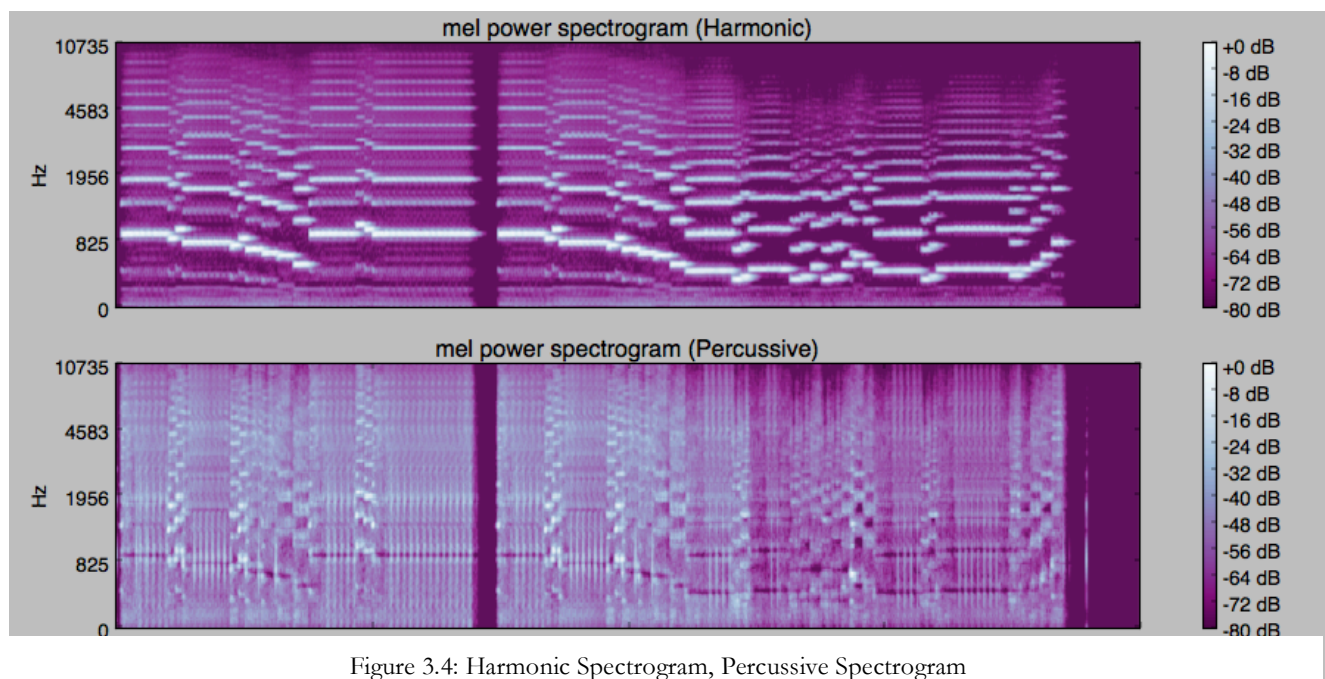 mel power spectrogram (Harmonic)
10735
4583
1956
825
0
Hz
+0 dB
-8 dB
-16 dB
-24 dB
-32 dB
-40 dB
-48 dB
-56 dB
-64 dB
-72 dB
-80 dB
mel power spectrogram (Percussive)
10735
4583
1956
825
0
Hz
+0 dB
-8 dB
-16 dB
-24 dB
-32 dB
-40 dB
-48 dB
-56 dB
-64 dB
-72 dB
-80 dB
Figure 3.4: Harmonic Spectrogram, Percussive Spectrogram